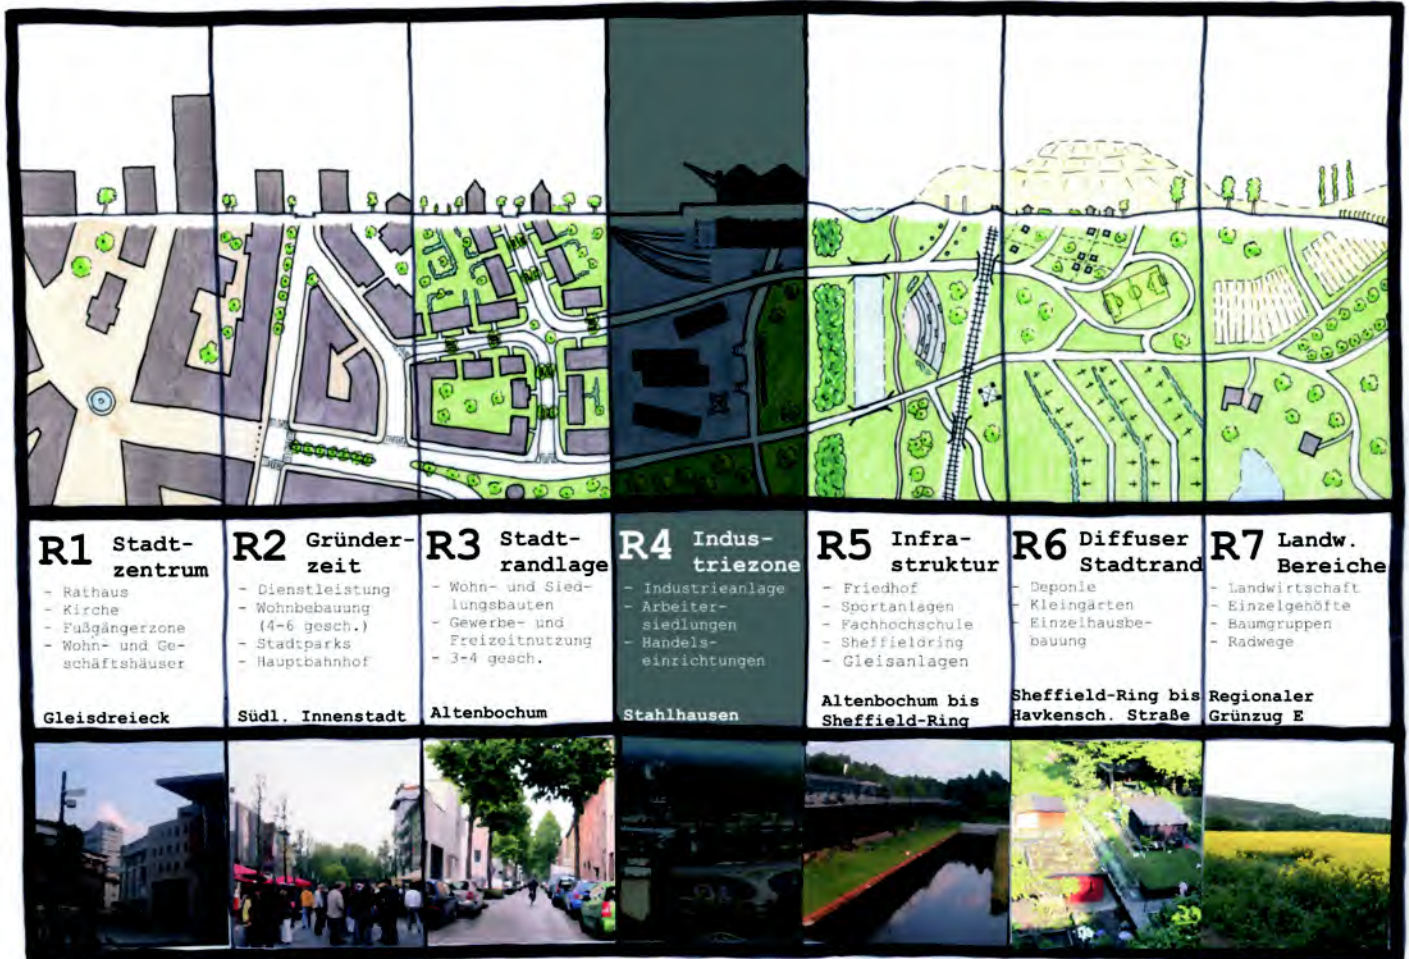 R1 Stadt-
zentrum
- Rathaus
- Kirche
- Fußgängerzone
- Wohn- und Ge-
schäftshäuser
Gleisdreieck
R2 Gründer-
zeit
- Dienstleistung
- Wohnbebauung
(4-6 gesch.)
- Stadtparks
- Hauptbahnhof
Südl. Innenstadt
R3 Stadt-
randlage
- Wohn- und Sied-
lungsbauten
- Gewerbe- und
Freizeitnutzung
- 3-4 gesch.
Altenbochum
R4 Indus-
triezone
- Industrieanlage
- Arbeiter-
siedlungen
- Handels-
einrichtungen
Stahlhausen
R5 Infra-
struktur
- Friedhof
- Sportanlagen
- Fachhochschule
- Sheffieldring
- Gleisanlagen
Altenbochum bis
Sheffield-Ring
R6 Diffuser
Stadtrand
- Deponie
- Kleingärten
- Einzelhausbe-
bauung
Sheffield-Ring bis
Havkensch. Straße
R7 Landw.
Bereiche
- Landwirtschaft
- Einzelgehöfte
- Baumgruppen
- Radwege
Regionaler
Grünzug E